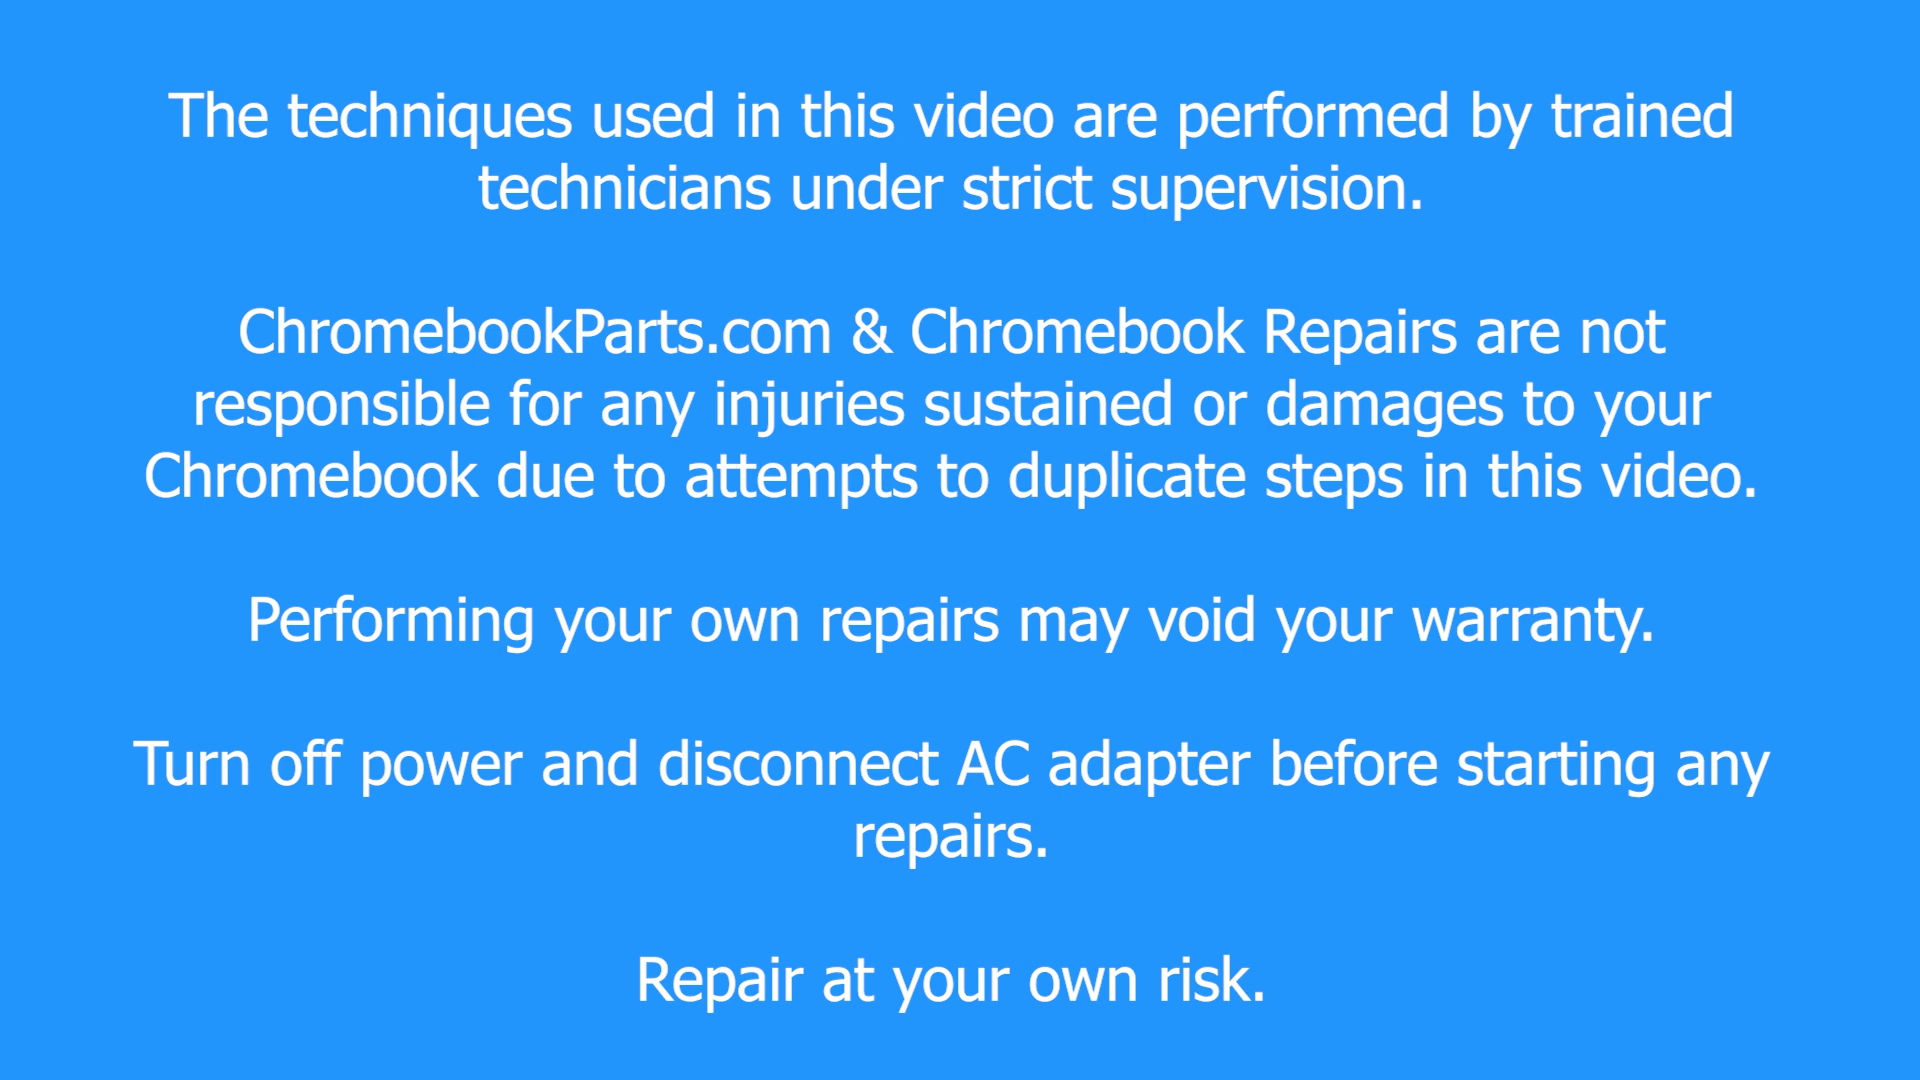 The techniques used in this video are performed by trained
technicians under strict supervision.
ChromebookParts.com & Chromebook Repairs are not
responsible for any injuries sustained or damages to your
Chromebook due to attempts to duplicate steps in this video.
Performing your own repairs may void your warranty.
Turn off power and disconnect AC adapter before starting any
repairs.
Repair at your own risk.